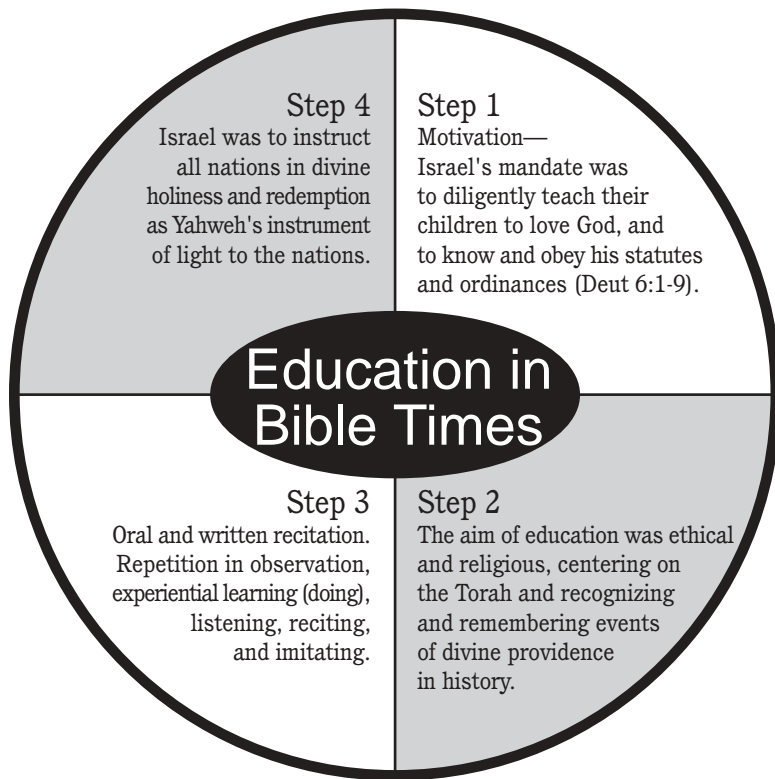 Step 4
Israel was to instruct
all nations in divine
holiness and redemption
as Yahweh's instrument
of light to the nations.
Step 1
Motivation—
Israel's mandate was
to diligently teach their
children to love God, and
to know and obey his statutes
and ordinances (Deut 6:1-9).
Education in
Bible Times
Step 3
Oral and written recitation.
Repetition in observation,
experiential learning (doing),
listening, reciting,
and imitating.
Step 2
The aim of education was ethical
and religious, centering on
the Torah and recognizing
and remembering events
of divine providence
in history.